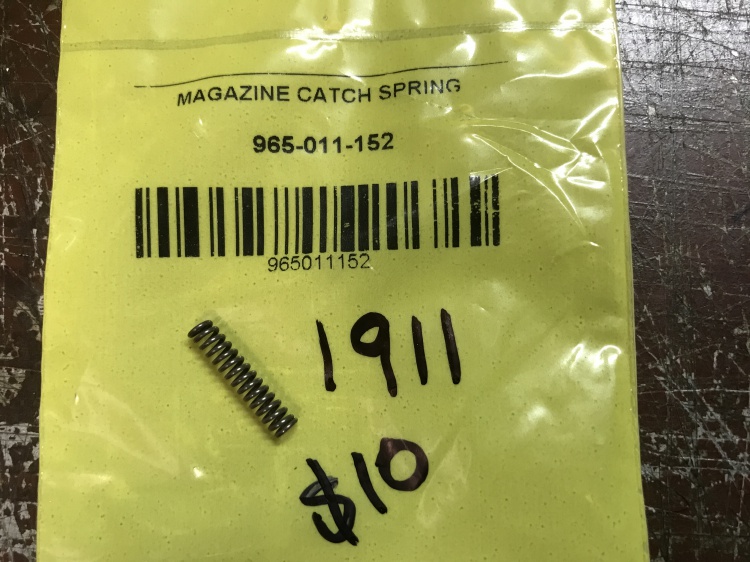 MAGAZINE CATCH SPRING
965-011-152
965011152
1911
$10